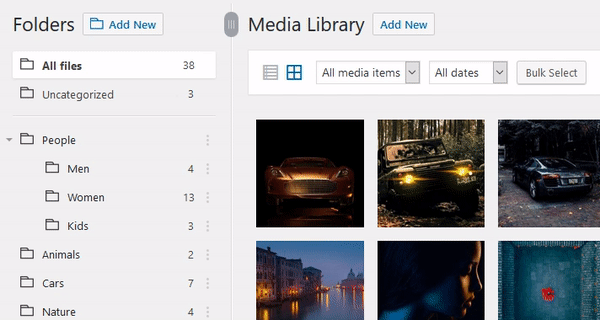 Folders
Add New
All files 38
Uncategorized 3
People
Men 4
Women 13
Kids 3
Animals 2
Cars 7
Nature 4
Media Library
Add New
All media items
All dates
Bulk Select